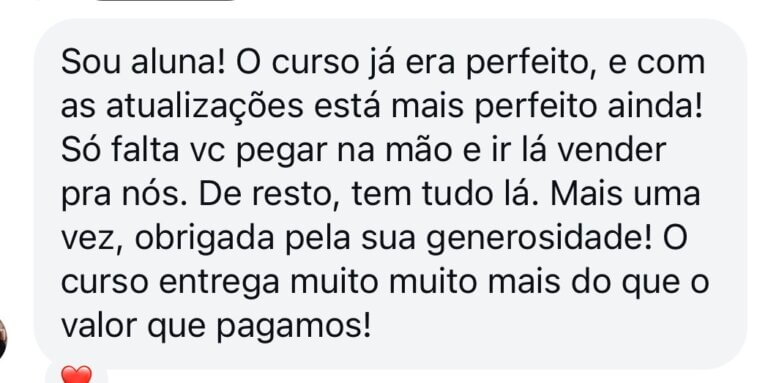 Sou aluna! O curso já era perfeito, e com
as atualizações está mais perfeito ainda!
Só falta vc pegar na mão e ir lá vender
pra nós. De resto, tem tudo lá. Mais uma
vez, obrigada pela sua generosidade! O
curso entrega muito muito mais do que o
valor que pagamos!